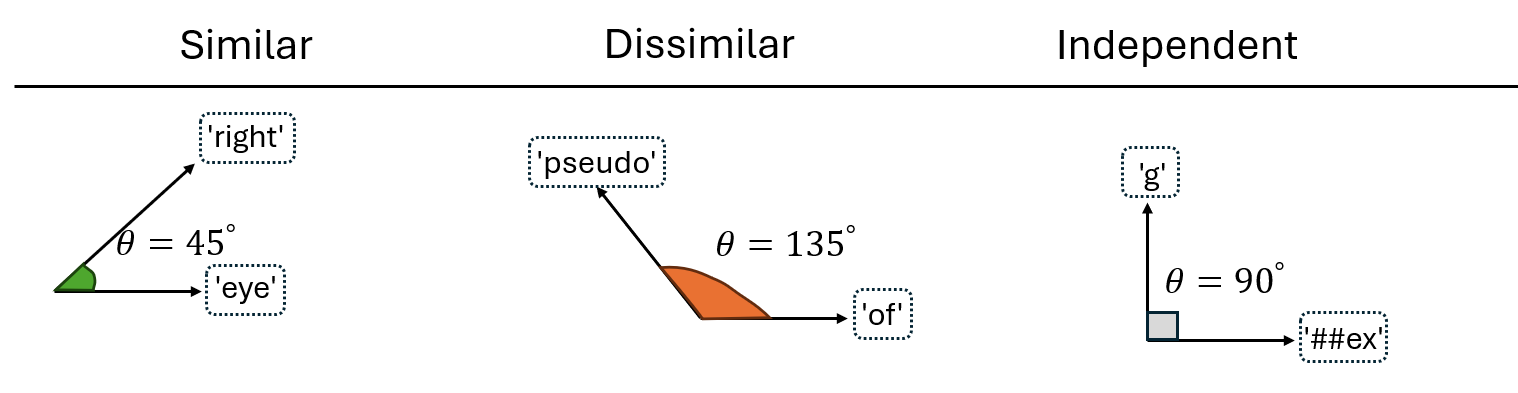 Similar
Dissimilar
Independent
'right'
θ = 45°
'eye'
'pseudo'
θ = 135°
'of'
'g'
θ = 90°
'##ex'